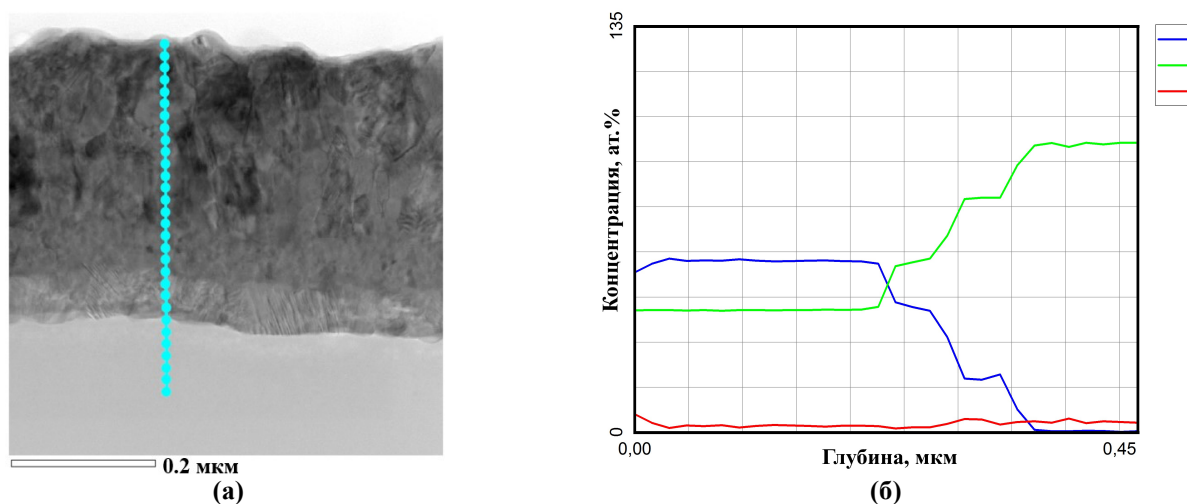 0.2 мкм
(а)
135
Концентрация, ат.%
0
0,00
Глубина, мкм
0,45
(б)